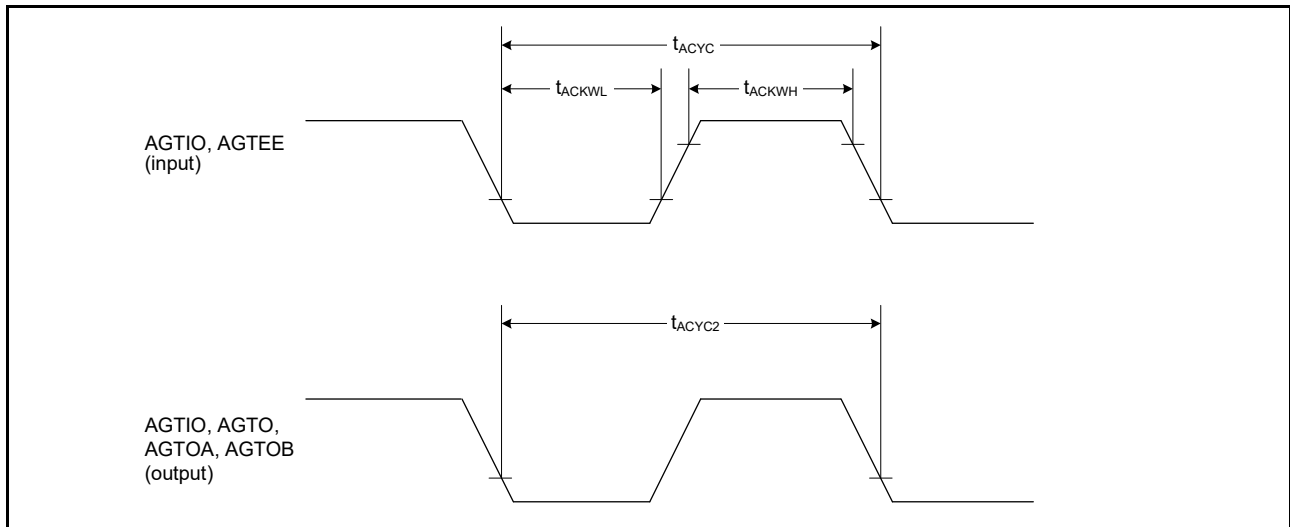 tACYC
tACKWL
tACKWH
AGTIO, AGTEE
(input)
tACYC2
AGTIO, AGTO,
AGTOA, AGTOB
(output)